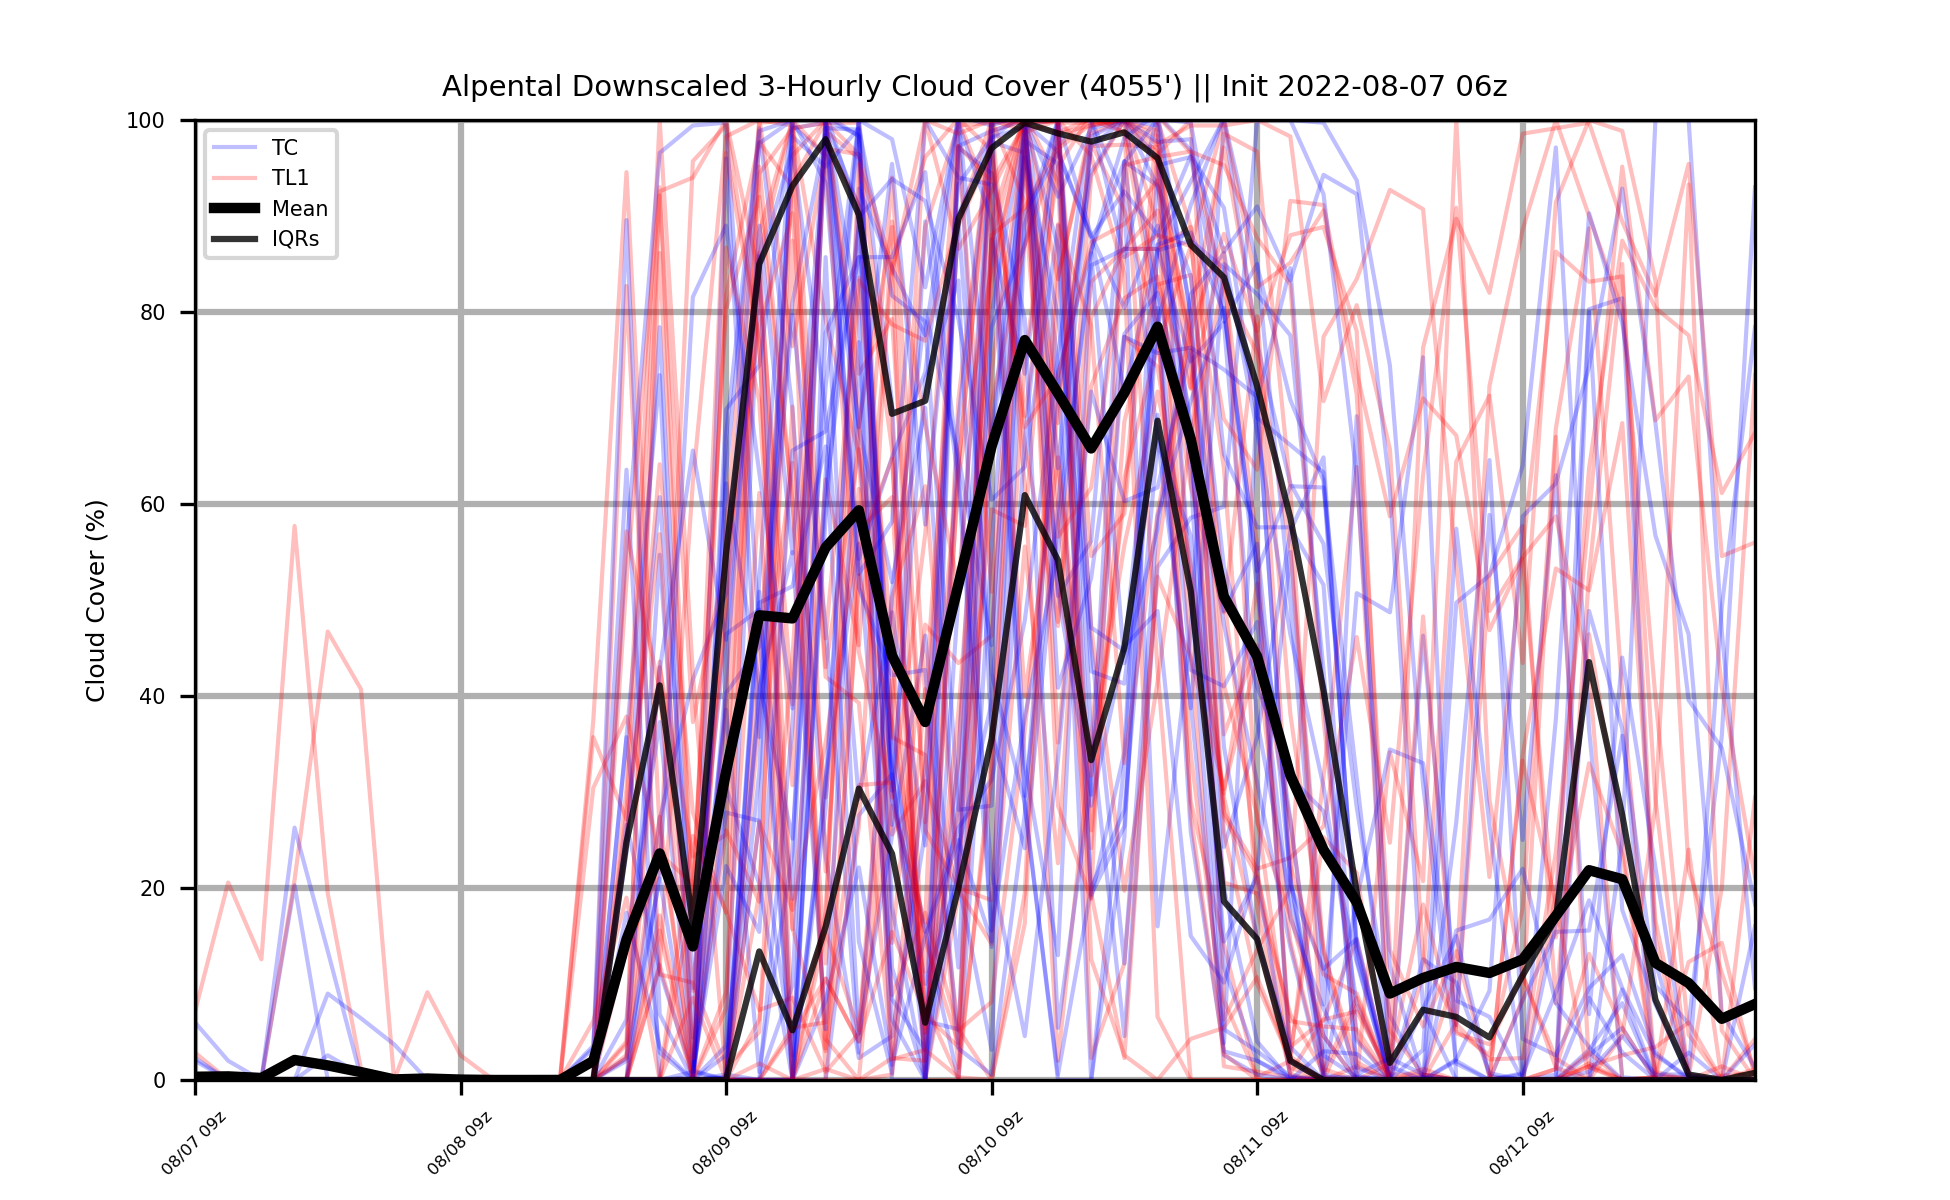 Alpental Downscaled 3-Hourly Cloud Cover (4055') || Init 2022-08-07 06z
TC
TL1
Mean
IQRs
Cloud Cover (%)
100
80
60
40
20
0
08/07 09z
08/08 09z
08/09 09z
08/10 09z
08/11 09z
08/12 09z